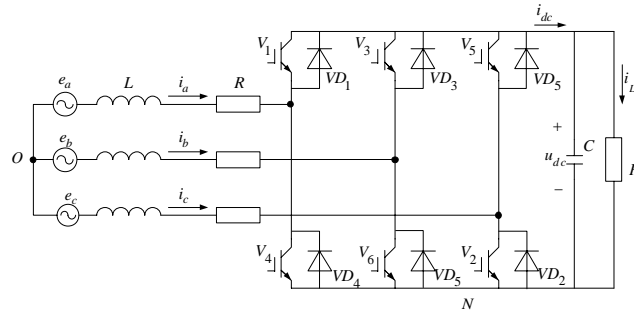 i_dc
V_1 V_3 V_5
VD_1 VD_3 VD_5
e_a L i_a R
i_L
e_b i_b
O
+
u_dc C
−
e_c i_c
V_4 V_6 V_2
VD_4 VD_5 VD_2
N